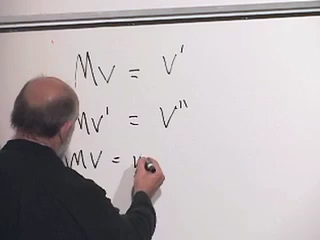 Mv = v'
Mv' = v"
Mv =